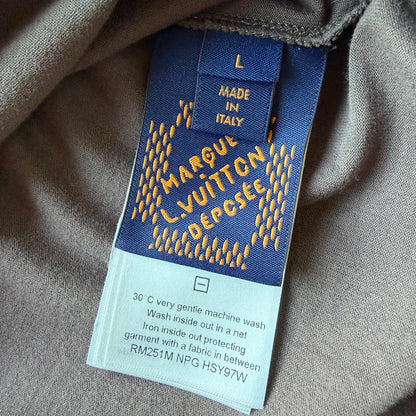 L
MADE
IN
ITALY
MARQUE
L.VUITTON
DÉPOSÉE
30°C very gentle machine wash
Wash inside out in a net
Iron inside out protecting
garment with a fabric in between
RM251M NPG HSY97W